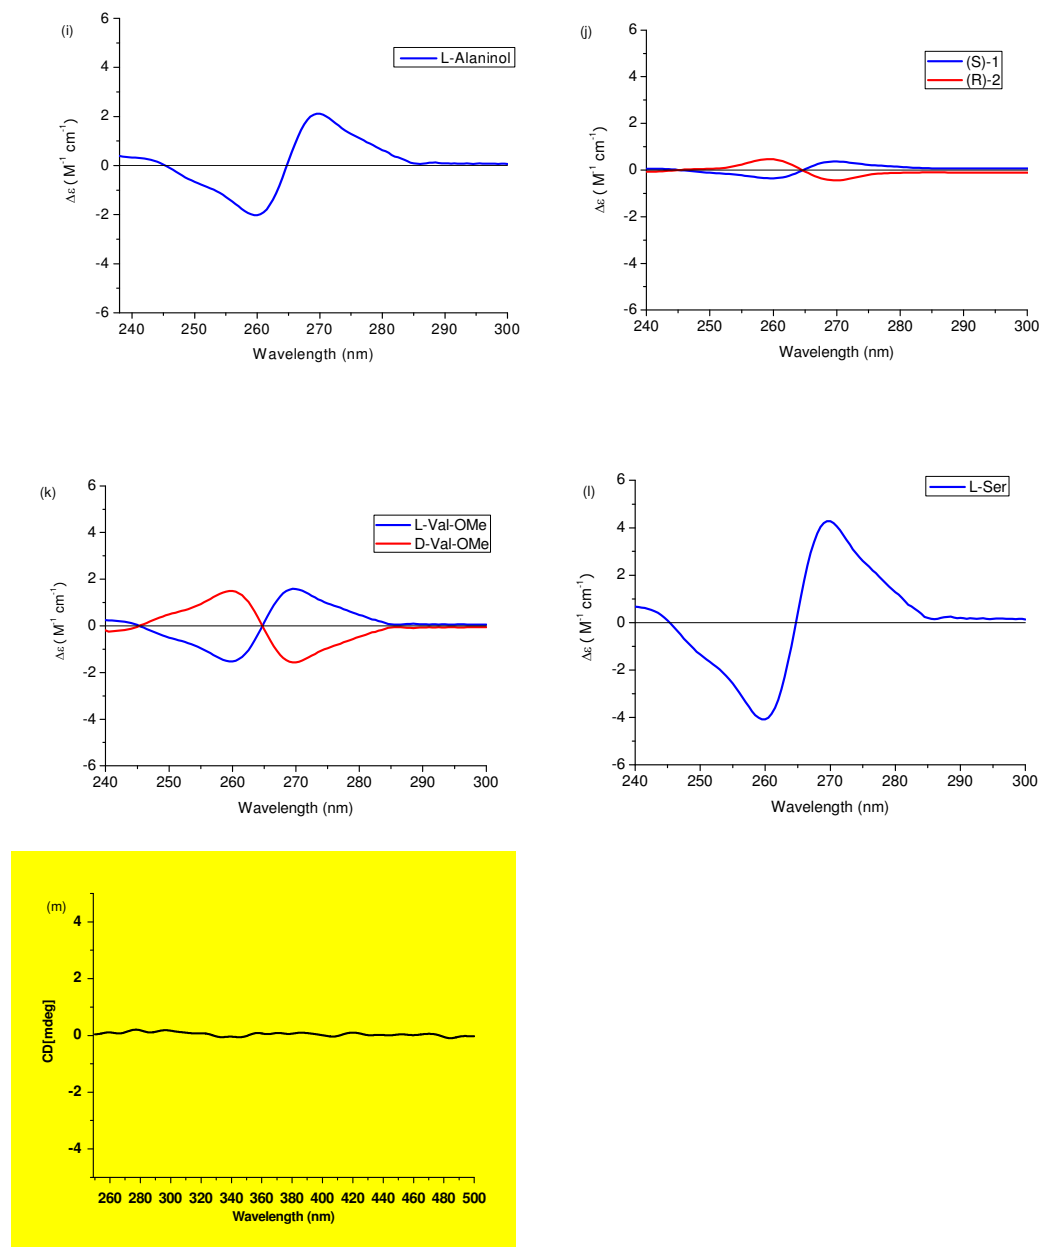 (i)
L-Alaninol
6
4
2
0
-2
-4
-6
Δε ( M⁻¹ cm⁻¹)
240 250 260 270 280 290 300
Wavelength (nm)
(j)
(S)-1
(R)-2
6
4
2
0
-2
-4
-6
Δε ( M⁻¹ cm⁻¹)
240 250 260 270 280 290 300
Wavelength (nm)
(k)
L-Val-OMe
D-Val-OMe
6
4
2
0
-2
-4
-6
Δε ( M⁻¹ cm⁻¹)
240 250 260 270 280 290 300
Wavelength (nm)
(l)
L-Ser
6
4
2
0
-2
-4
-6
Δε ( M⁻¹ cm⁻¹)
240 250 260 270 280 290 300
Wavelength (nm)
(m)
4
2
0
-2
-4
CD[mdeg]
260 280 300 320 340 360 380 400 420 440 460 480 500
Wavelength (nm)